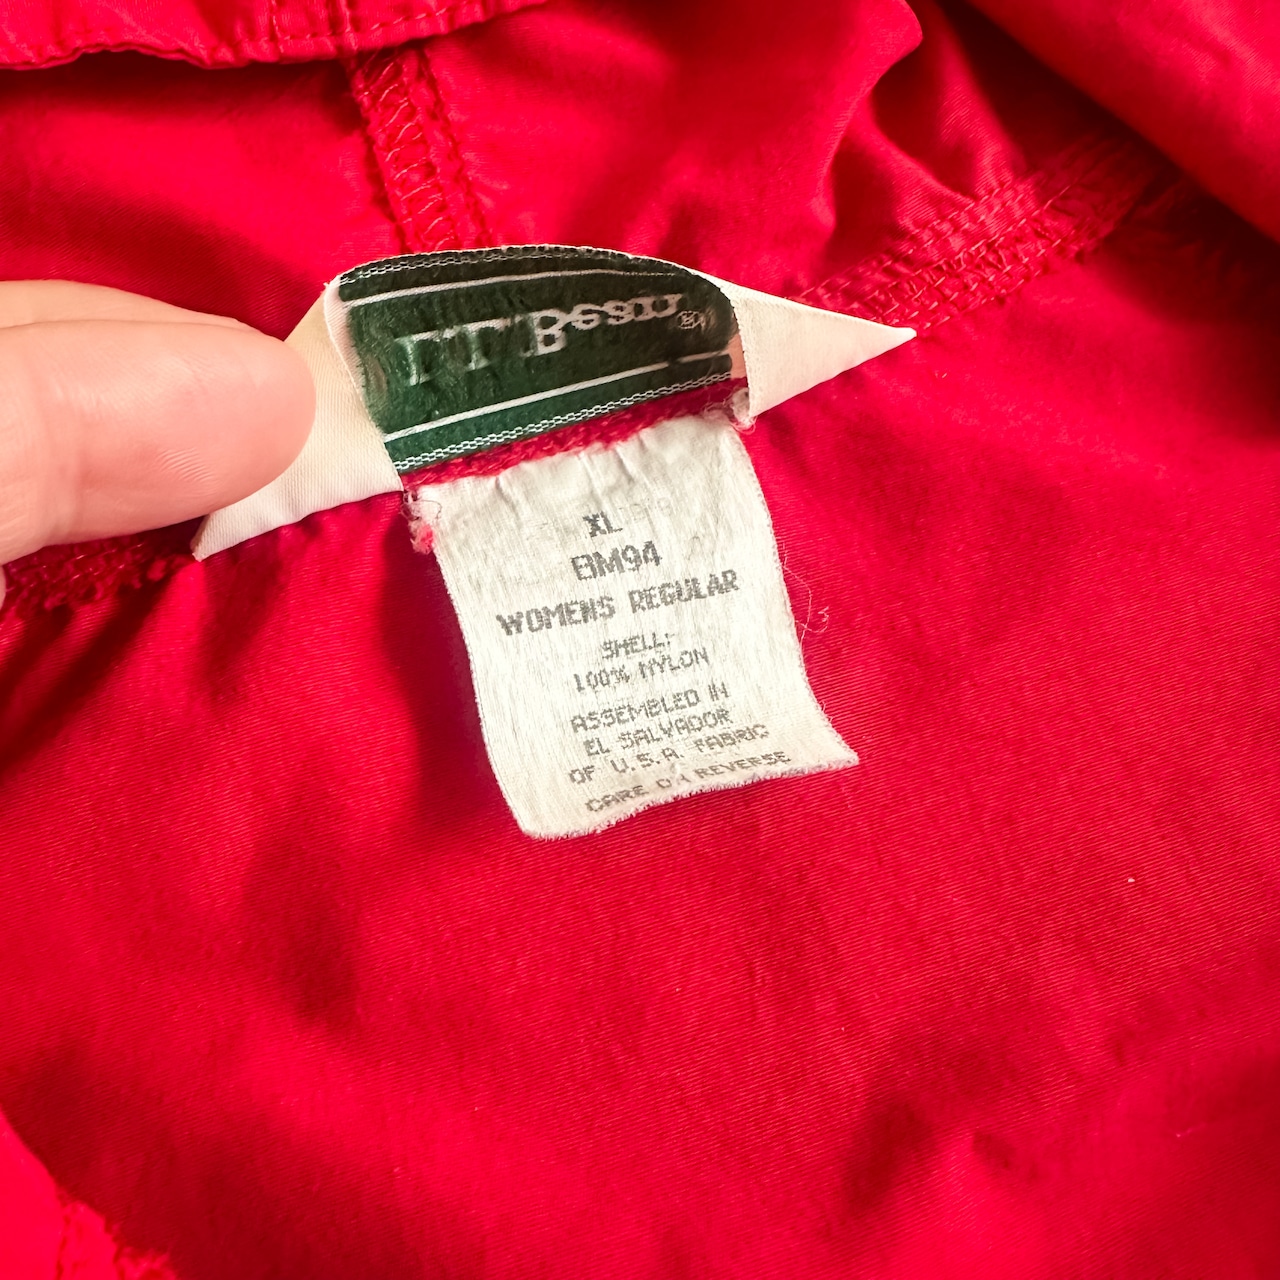 L.L.Bean®
XL
BM94
WOMENS REGULAR
SHELL:
100% NYLON
ASSEMBLED IN
EL SALVADOR
OF U.S.A. FABRIC
CARE ON REVERSE